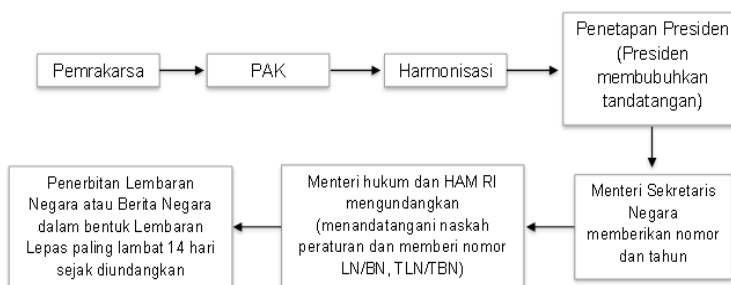 Pemrakarsa
PAK
Harmonisasi
Penetapan Presiden
(Presiden
membubuhkan
tandatangan)
Menteri Sekretaris
Negara
memberikan nomor
dan tahun
Menteri hukum dan HAM RI
mengundangkan
(menandatangani naskah
peraturan dan memberi nomor
LN/BN, TLN/TBN)
Penerbitan Lembaran
Negara atau Berita Negara
dalam bentuk Lembaran
Lepas paling lambat 14 hari
sejak diundangkan